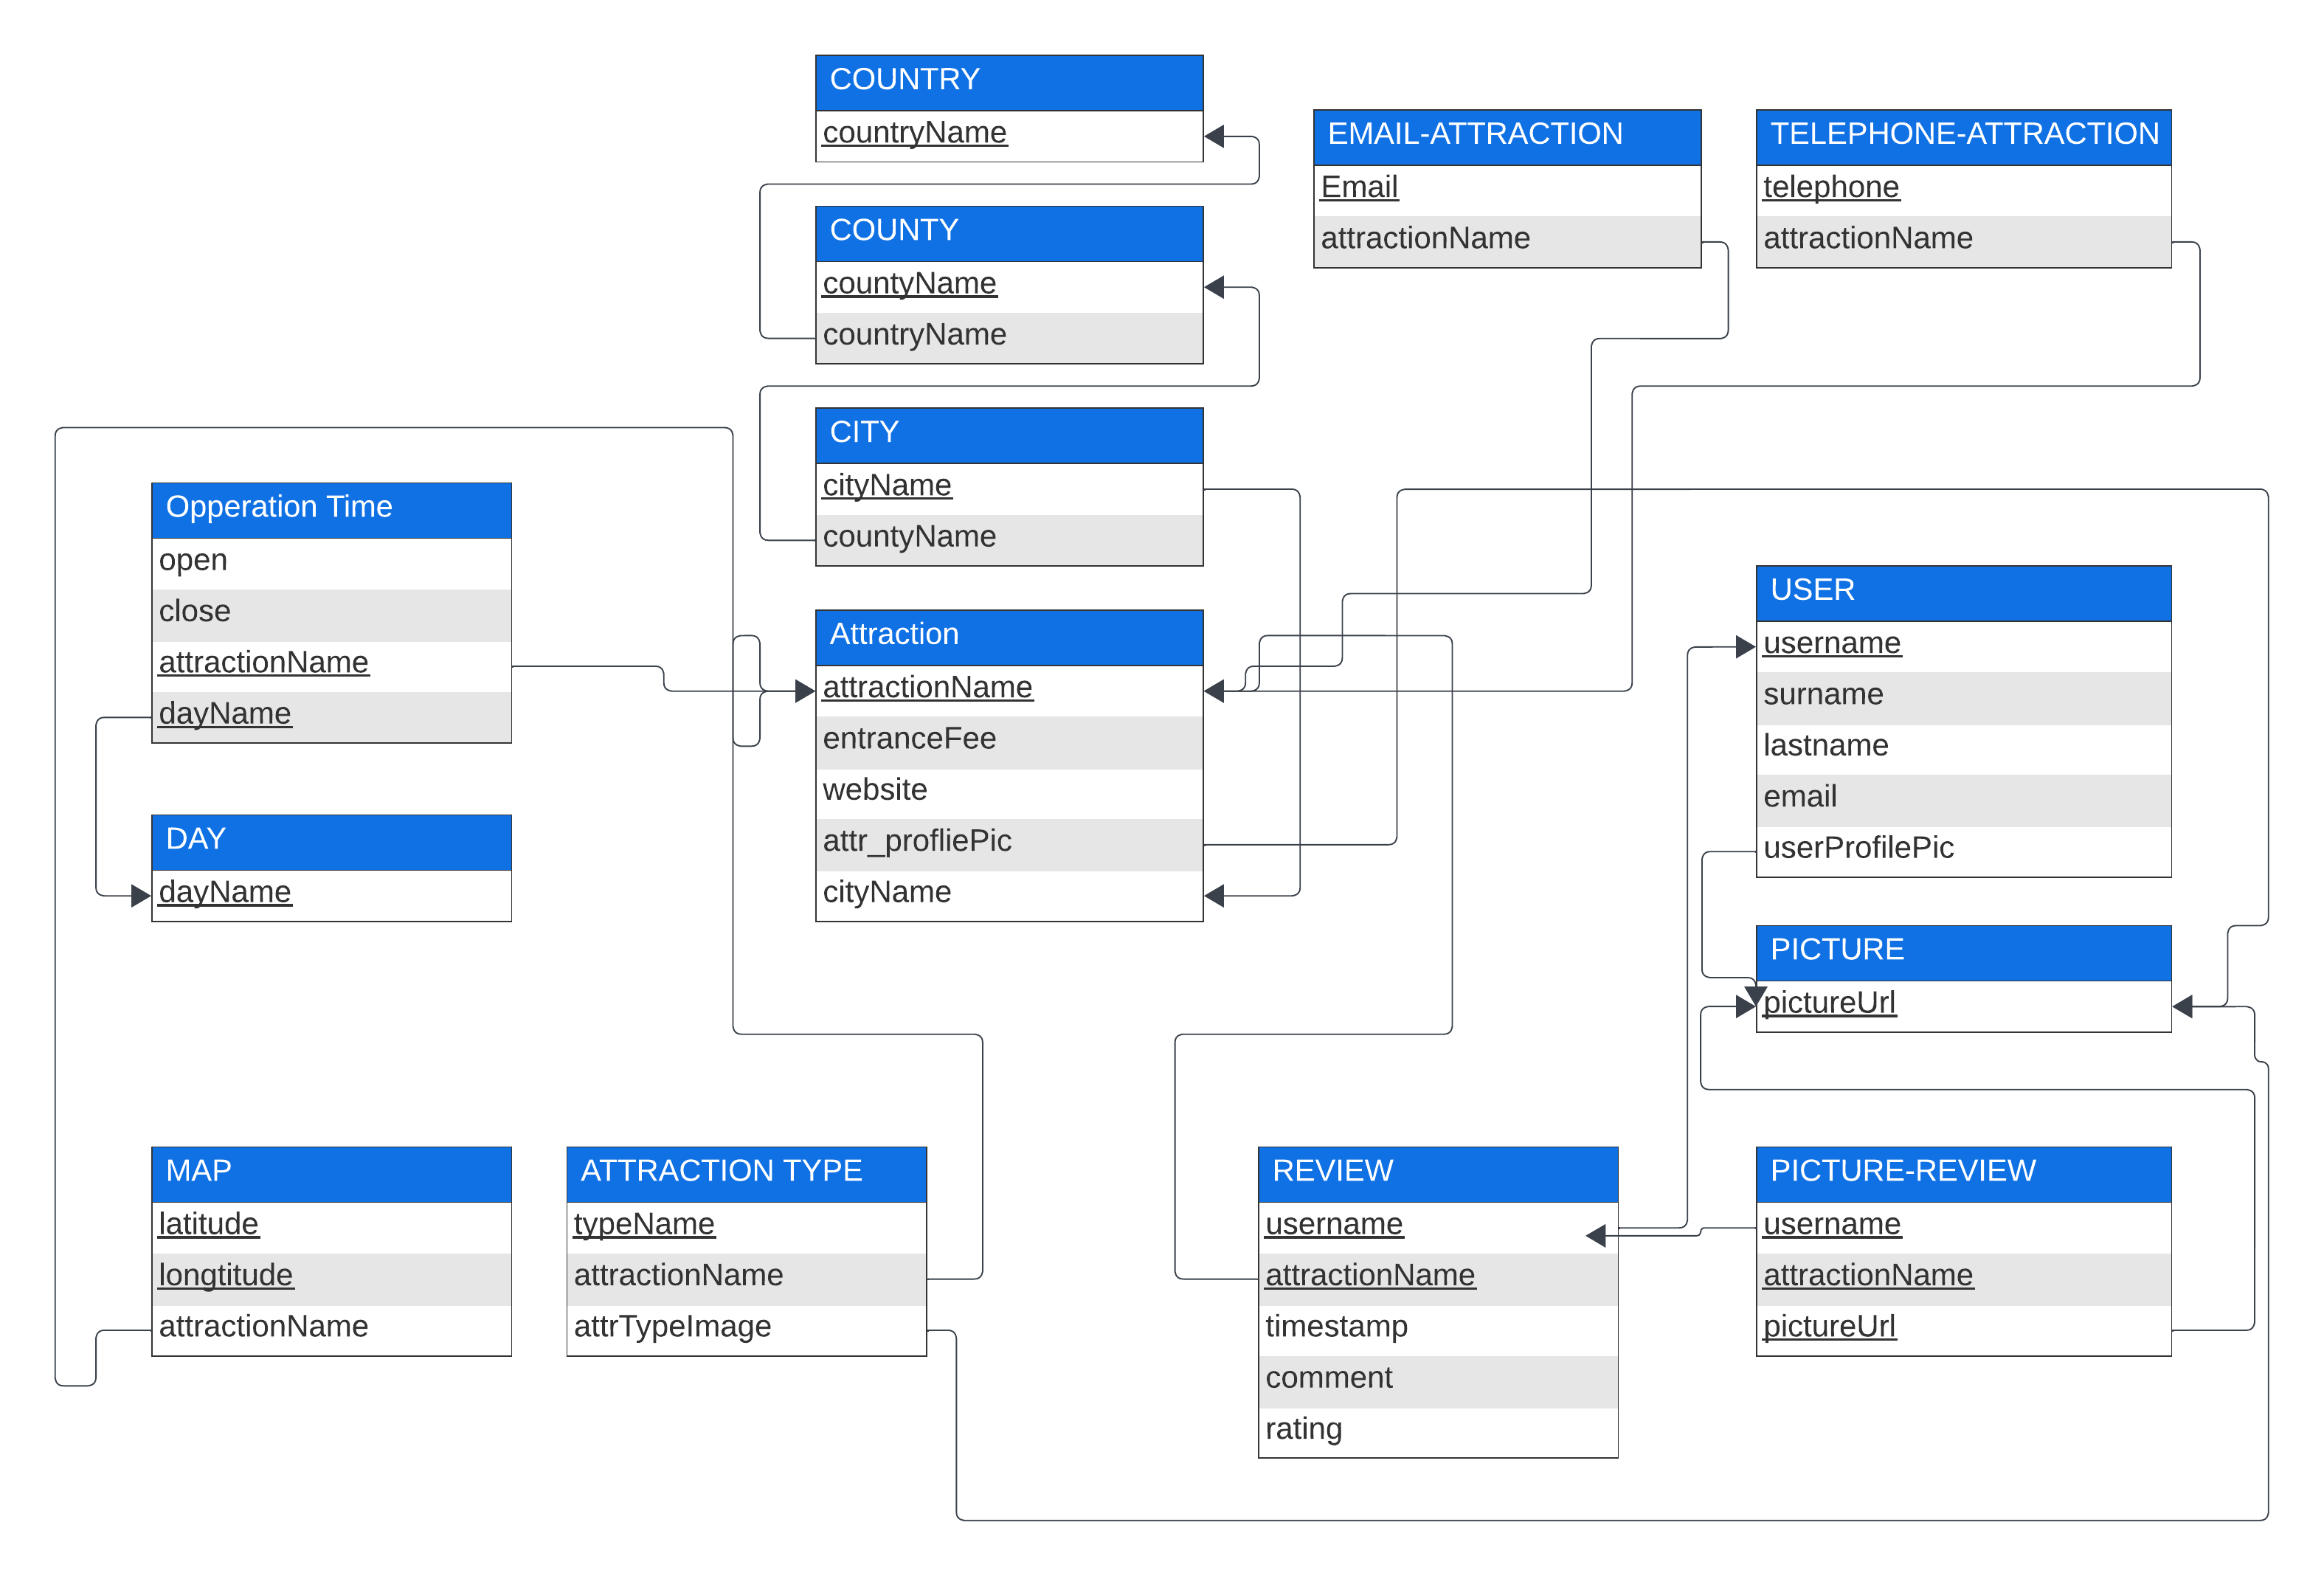 COUNTRY
countryName
EMAIL-ATTRACTION
Email
attractionName
TELEPHONE-ATTRACTION
telephone
attractionName
COUNTY
countyName
countryName
CITY
cityName
countyName
Opperation Time
open
close
attractionName
dayName
Attraction
attractionName
entranceFee
website
attr_profliePic
cityName
USER
username
surname
lastname
email
userProfilePic
DAY
dayName
PICTURE
pictureUrl
MAP
latitude
longtitude
attractionName
ATTRACTION TYPE
typeName
attractionName
attrTypeImage
REVIEW
username
attractionName
timestamp
comment
rating
PICTURE-REVIEW
username
attractionName
pictureUrl